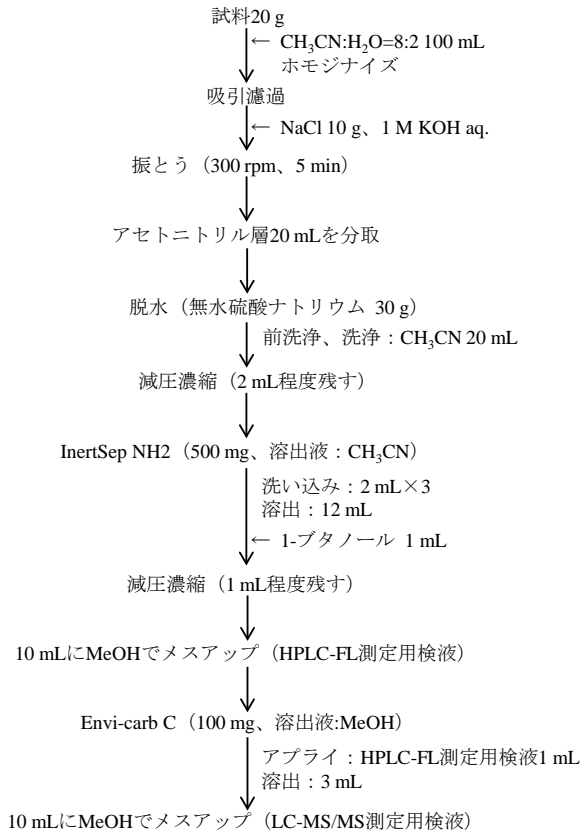 試料20 g
← CH₃CN:H₂O=8:2 100 mL
ホモジナイズ
吸引濾過
← NaCl 10 g、1 M KOH aq.
振とう（300 rpm、5 min）
アセトニトリル層20 mLを分取
脱水（無水硫酸ナトリウム 30 g）
前洗浄、洗浄：CH₃CN 20 mL
減圧濃縮（2 mL程度残す）
InertSep NH2（500 mg、溶出液：CH₃CN）
洗い込み：2 mL×3
溶出：12 mL
← 1-ブタノール 1 mL
減圧濃縮（1 mL程度残す）
10 mLにMeOHでメスアップ（HPLC-FL測定用検液）
Envi-carb C（100 mg、溶出液:MeOH）
アプライ：HPLC-FL測定用検液1 mL
溶出：3 mL
10 mLにMeOHでメスアップ（LC-MS/MS測定用検液）